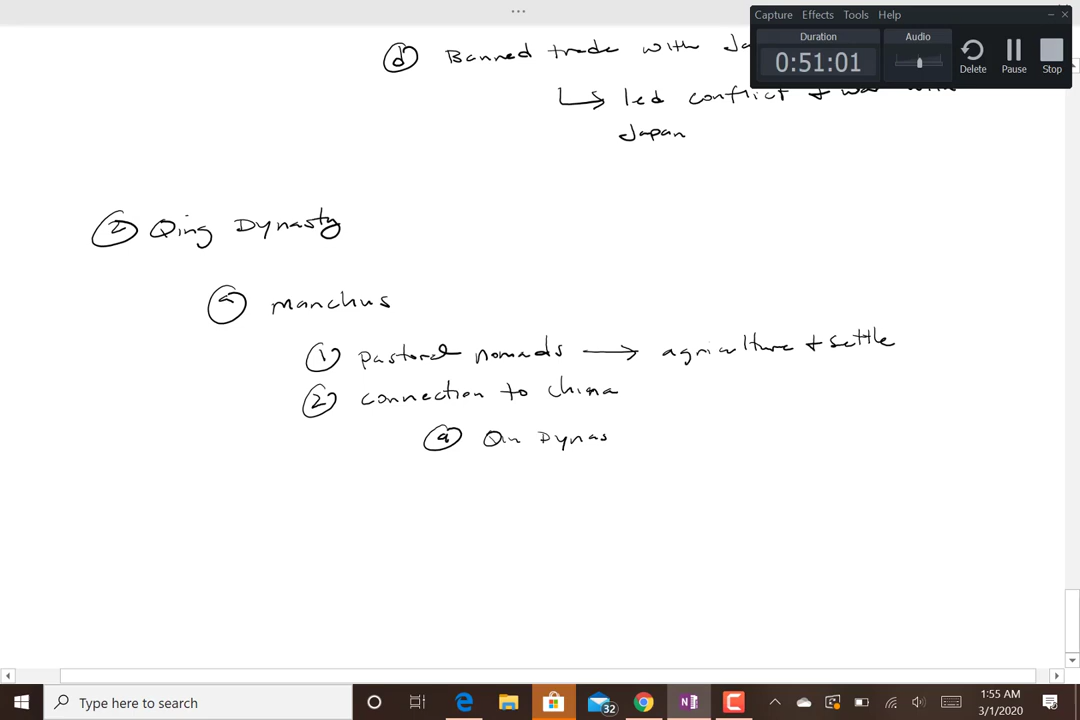 Capture Effects Tools Help
Duration
Audio
0:51:01
Delete Pause Stop
d Banned trade with
led conflict +
Japan
2 Qing Dynasty
a manchus
1 pastoral nomads → agriculture + settle
2 connection to china
a Qin Dynas
Type here to search
32
1:55 AM
3/1/2020